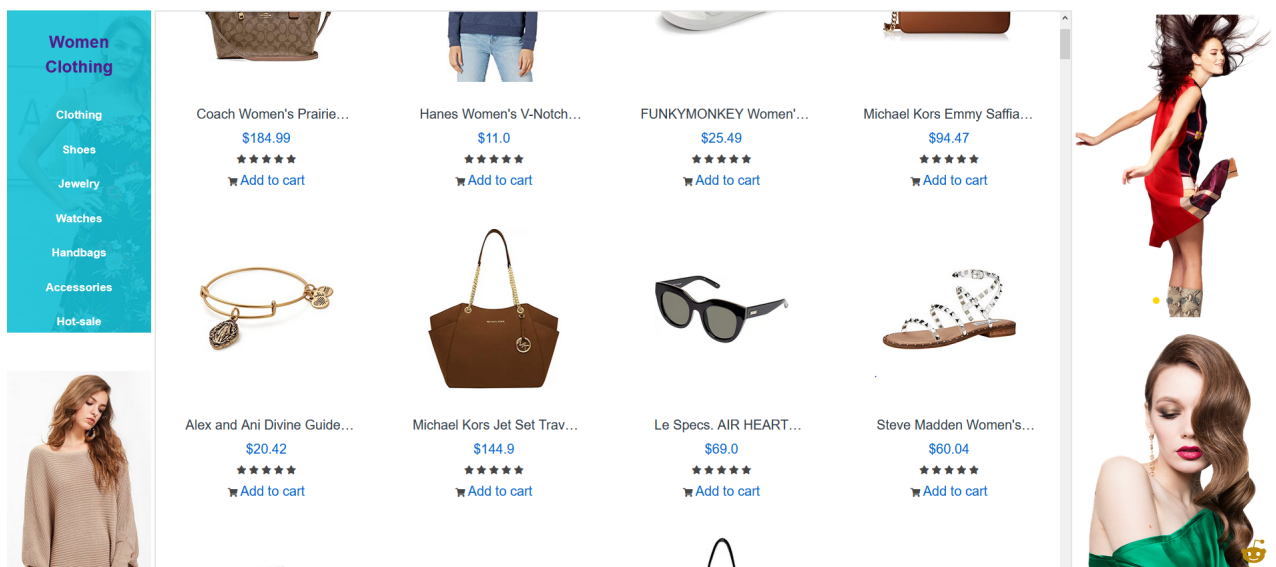 Women
Clothing
Clothing
Shoes
Jewelry
Watches
Handbags
Accessories
Hot-sale
Coach Women's Prairie…
$184.99
Add to cart
Hanes Women's V-Notch…
$11.0
Add to cart
FUNKYMONKEY Women'…
$25.49
Add to cart
Michael Kors Emmy Saffia…
$94.47
Add to cart
Alex and Ani Divine Guide…
$20.42
Add to cart
Michael Kors Jet Set Trav…
$144.9
Add to cart
Le Specs. AIR HEART…
$69.0
Add to cart
Steve Madden Women's…
$60.04
Add to cart